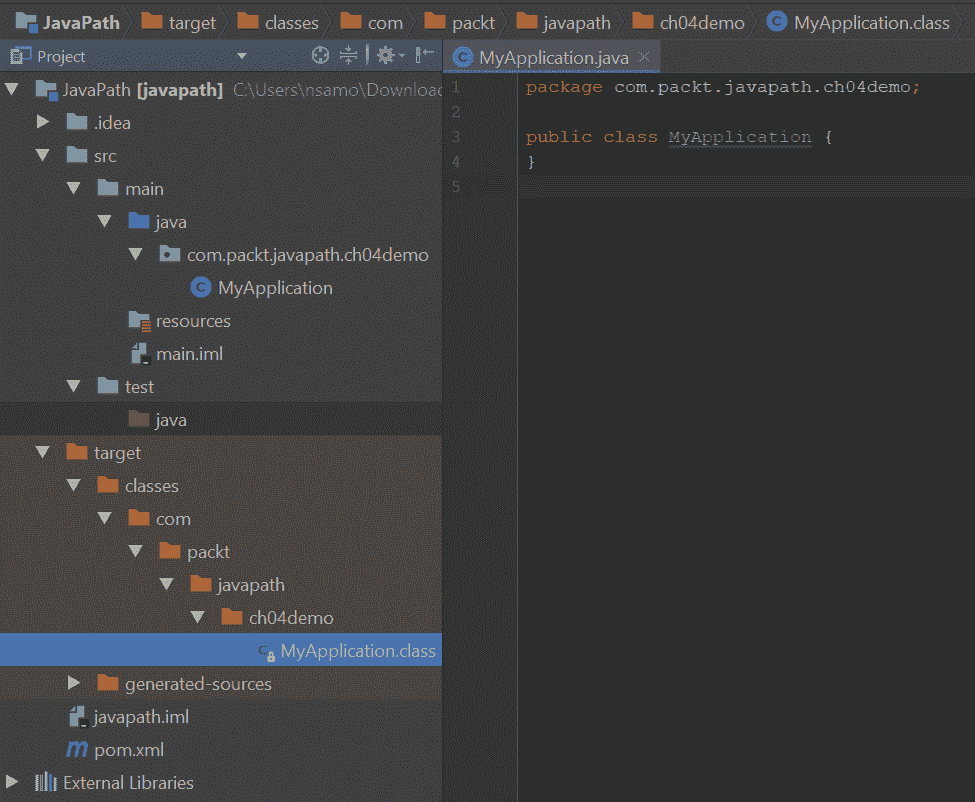 JavaPath target classes com packt javapath ch04demo MyApplication.class
Project
JavaPath [javapath] C:\Users\nsamo\Downloac
.idea
src
main
java
com.packt.javapath.ch04demo
MyApplication
resources
main.iml
test
java
target
classes
com
packt
javapath
ch04demo
MyApplication.class
generated-sources
javapath.iml
pom.xml
External Libraries
MyApplication.java
1 package com.packt.javapath.ch04demo;
2
3 public class MyApplication {
4 }
5